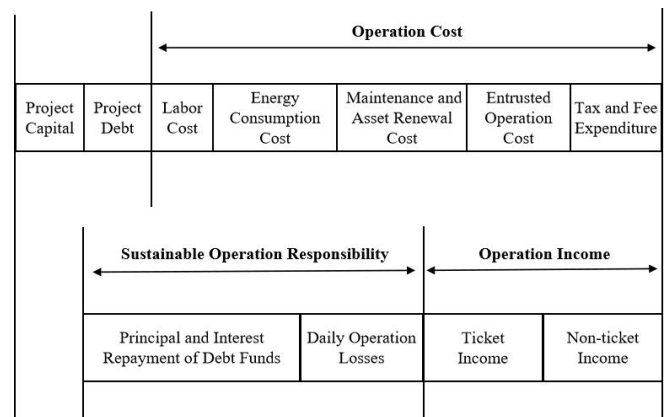 Operation Cost
Project
Capital
Project
Debt
Labor
Cost
Energy
Consumption
Cost
Maintenance and
Asset Renewal
Cost
Entrusted
Operation
Cost
Tax and Fee
Expenditure
Sustainable Operation Responsibility
Operation Income
Principal and Interest
Repayment of Debt Funds
Daily Operation
Losses
Ticket
Income
Non-ticket
Income